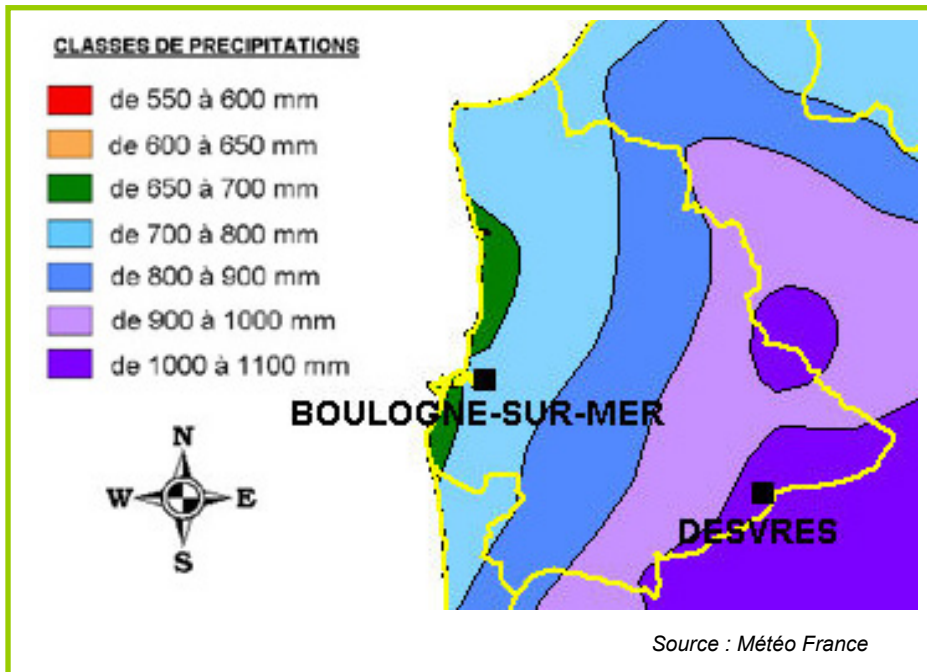 CLASSES DE PRECIPITATIONS
de 550 à 600 mm
de 600 à 650 mm
de 650 à 700 mm
de 700 à 800 mm
de 800 à 900 mm
de 900 à 1000 mm
de 1000 à 1100 mm
BOULOGNE-SUR-MER
N
W E
S
DESVRES
Source : Météo France